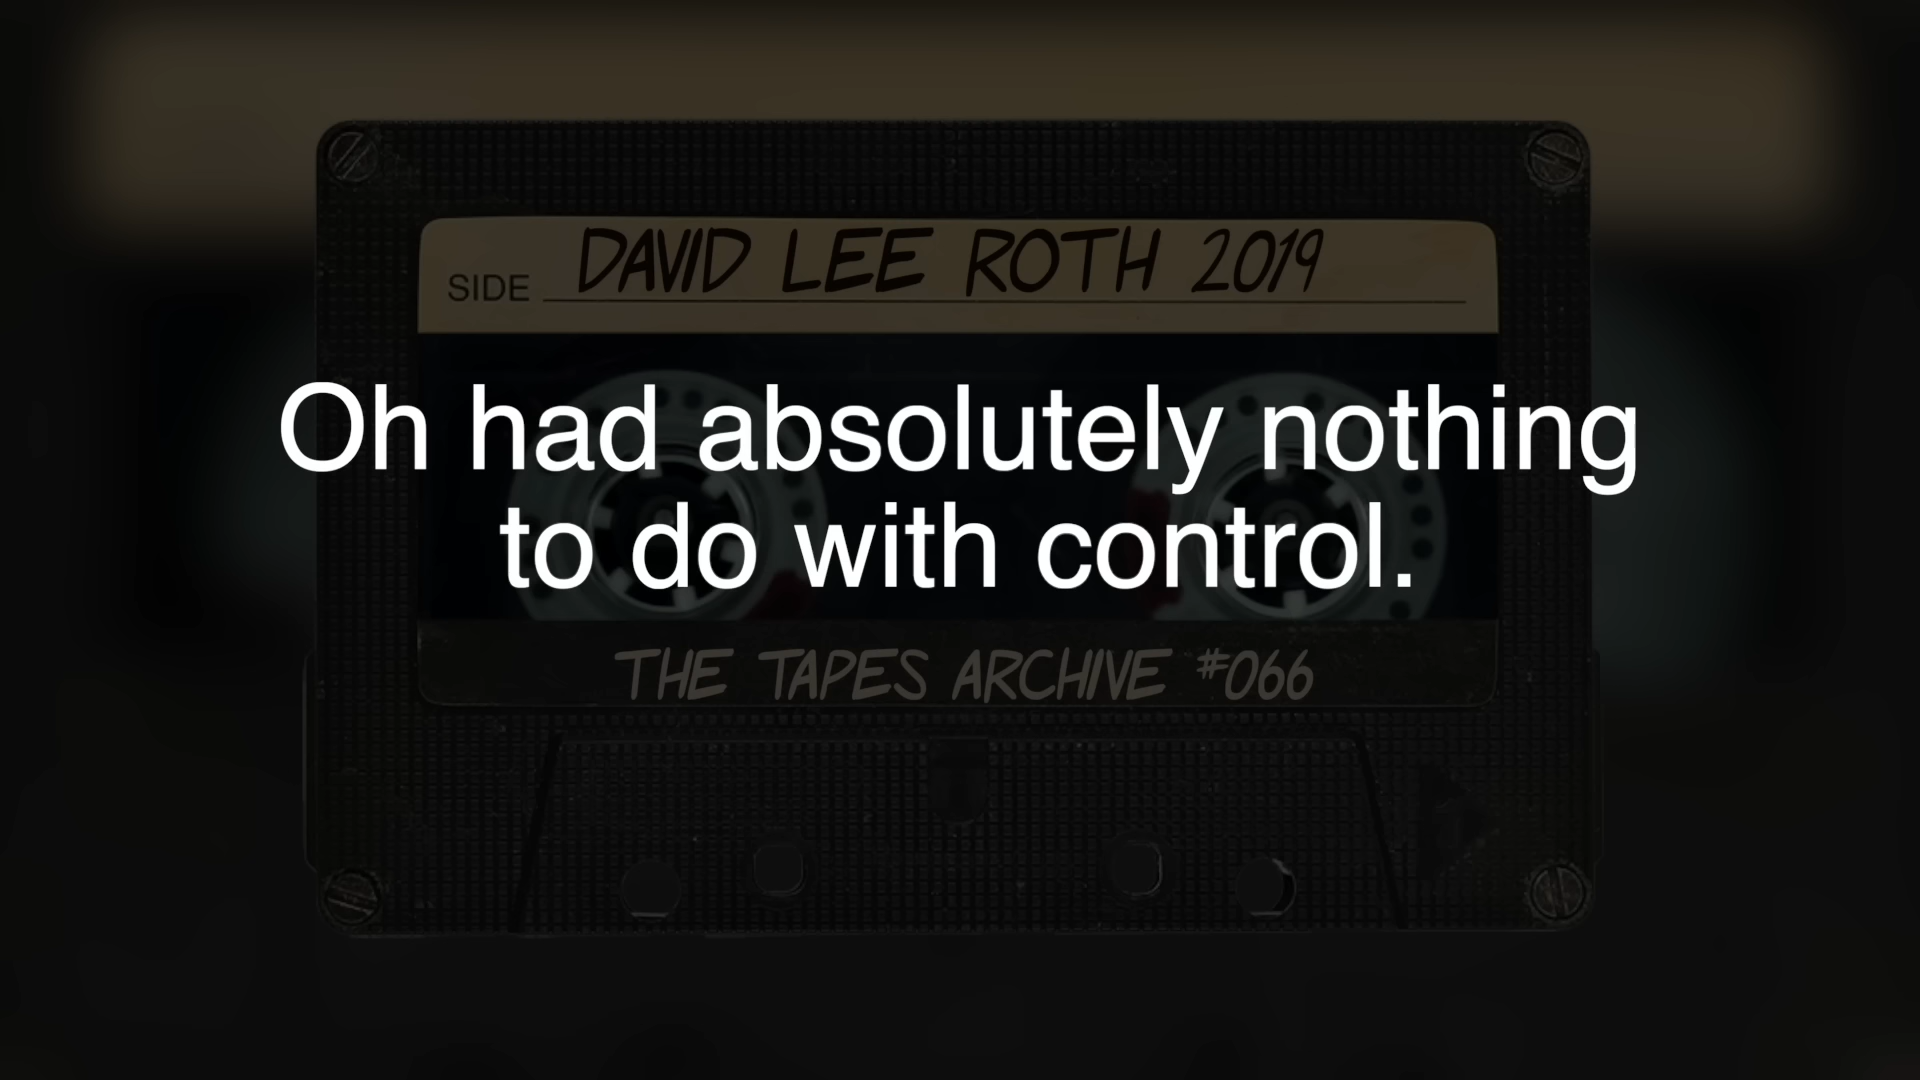 SIDE DAVID LEE ROTH 2019
Oh had absolutely nothing
to do with control.
THE TAPES ARCHIVE #066